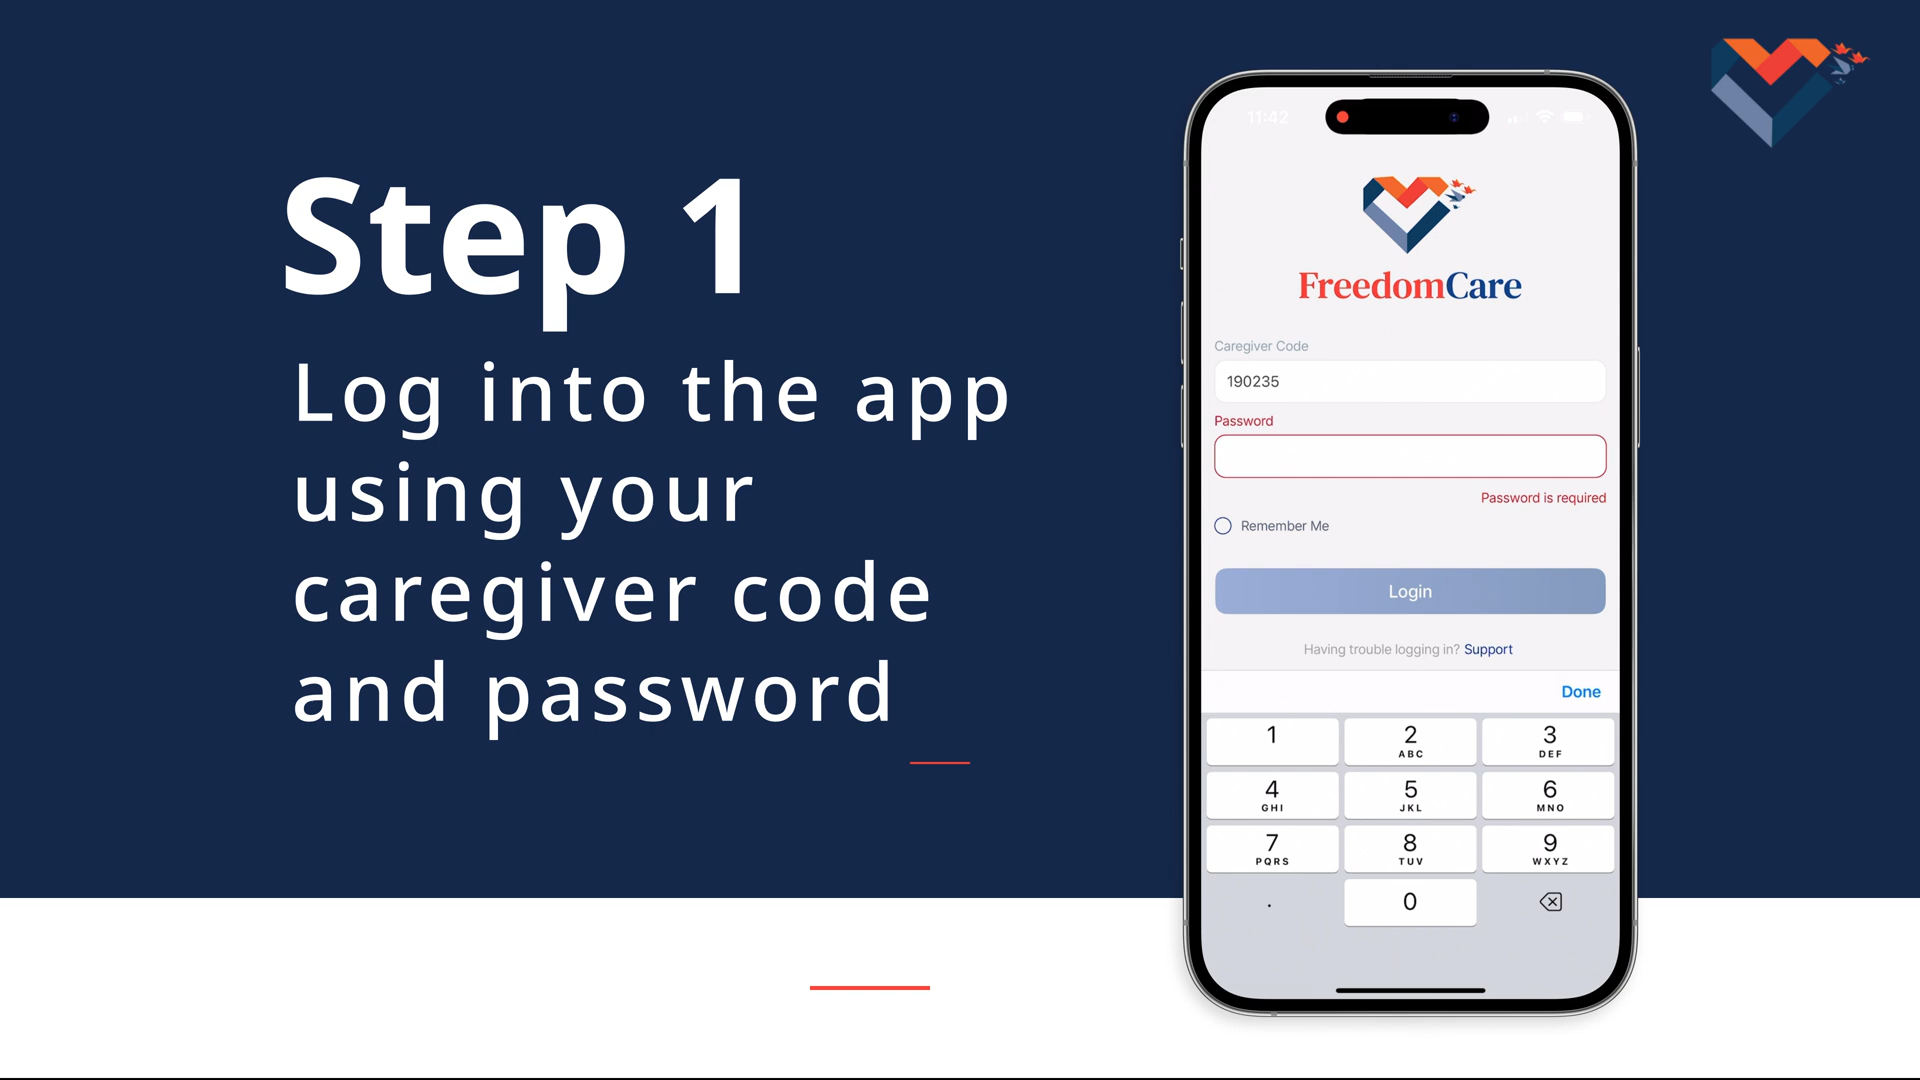 Step 1
Log into the app
using your
caregiver code
and password
11:42
FreedomCare
Caregiver Code
190235
Password
Password is required
Remember Me
Login
Having trouble logging in? Support
Done
1
2
ABC
3
DEF
4
GHI
5
JKL
6
MNO
7
PQRS
8
TUV
9
WXYZ
.
0